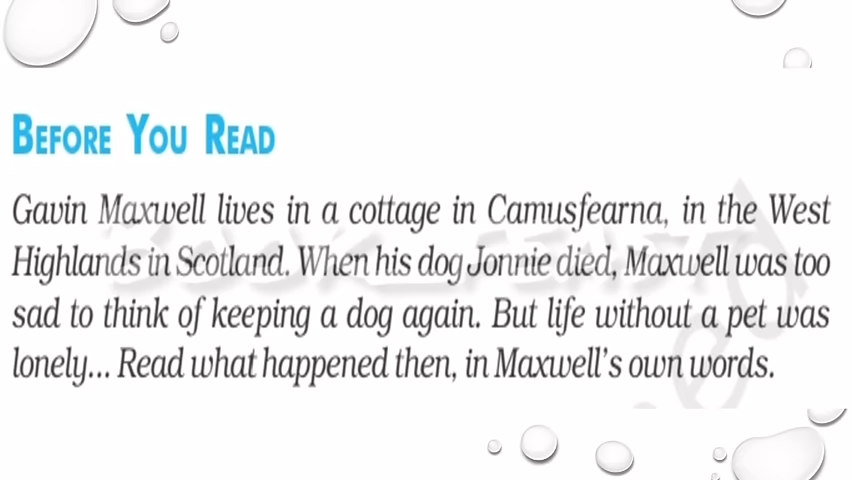 BEFORE YOU READ
Gavin Maxwell lives in a cottage in Camusfearna, in the West
Highlands in Scotland. When his dog Jonnie died, Maxwell was too
sad to think of keeping a dog again. But life without a pet was
lonely... Read what happened then, in Maxwell's own words.